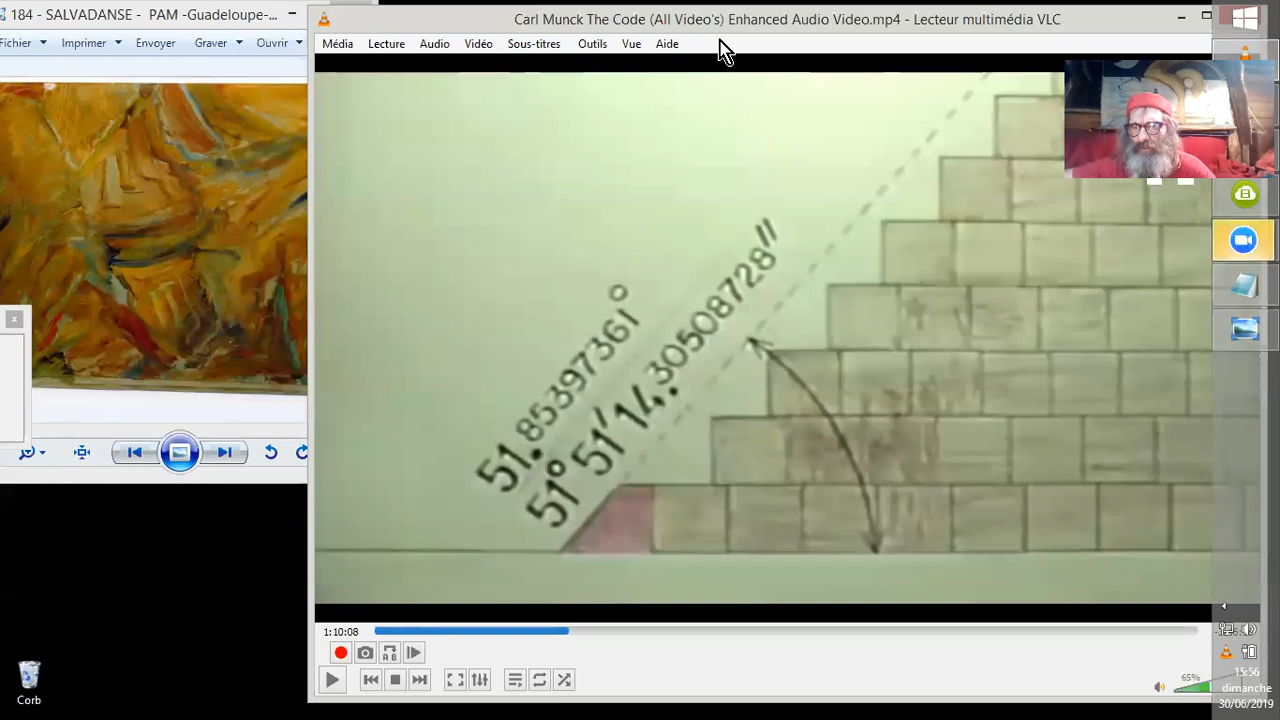 184 - SALVADANSE - PAM -Guadeloupe-...
Fichier
Imprimer
Envoyer
Graver
Ouvrir
Carl Munck The Code (All Video's) Enhanced Audio Video.mp4 - Lecteur multimédia VLC
Média Lecture Audio Vidéo Sous-titres Outils Vue Aide
51.85397361°
51° 51' 14.30508728"
x
1:10:08
A B
65%
Corb
15:56
dimanche
30/06/2019